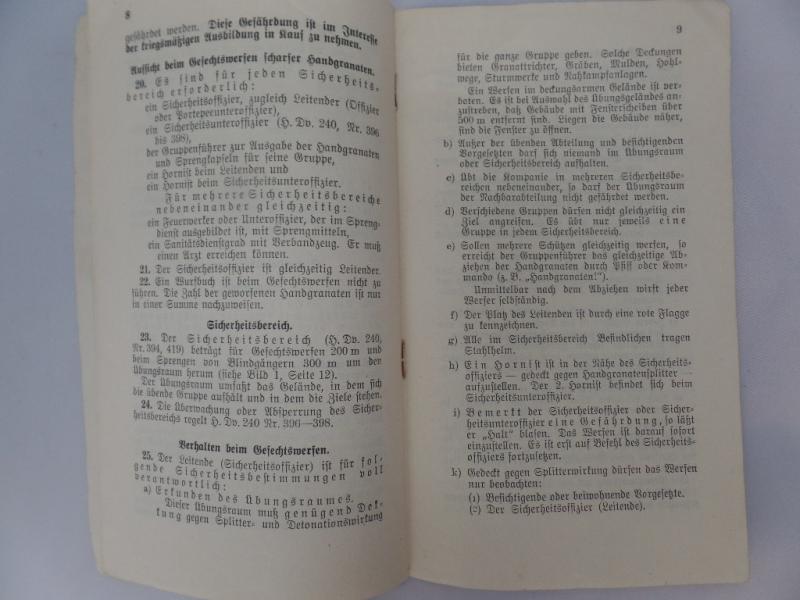 8
gefährdet werden. Diese Gefährdung ist im Interesse
der kriegsmäßigen Ausbildung in Kauf zu nehmen.
Aufsicht beim Gefechtswerfen scharfer Handgranaten.
20. Es sind für jeden Sicherheits-
bereich erforderlich:
ein Sicherheitsoffizier, zugleich Leitender (Offizier
oder Portepeeunteroffizier),
ein Sicherheitsunteroffizier (H. Dv. 240, Nr. 396
bis 398),
der Gruppenführer zur Ausgabe der Handgranaten
und Sprengkapseln für seine Gruppe,
ein Hornist beim Leitenden und
ein Hornist beim Sicherheitsunteroffizier.
Für mehrere Sicherheitsbereiche
nebeneinander gleichzeitig:
ein Feuerwerker oder Unteroffizier, der im Spreng-
dienst ausgebildet ist, mit Sprengmitteln,
ein Sanitätsdienstgrad mit Verbandzeug. Er muß
einen Arzt erreichen können.
21. Der Sicherheitsoffizier ist gleichzeitig Leitender.
22. Ein Wurfbuch ist beim Gefechtswerfen nicht zu
führen. Die Zahl der geworfenen Handgranaten ist nur
in einer Summe nachzuweisen.
Sicherheitsbereich.
23. Der Sicherheitsbereich (H. Dv. 240,
Nr. 394, 419) beträgt für Gefechtswerfen 200 m und
beim Sprengen von Blindgängern 300 m um den
Übungsraum herum (siehe Bild 1, Seite 12).
Der Übungsraum umfaßt das Gelände, in dem sich
die übende Gruppe aufhält und in dem die Ziele stehen.
24. Die Überwachung oder Absperrung des Sicher-
heitsbereichs regelt H. Dv. 240 Nr. 396—398.
Verhalten beim Gefechtswerfen.
25. Der Leitende (Sicherheitsoffizier) ist für fol-
gende Sicherheitsbestimmungen voll
verantwortlich:
a) Erkunden des Übungsraumes.
Dieser Übungsraum muß genügend Dek-
kung gegen Splitter- und Detonationswirkung
9
für die ganze Gruppe geben. Solche Deckungen
bieten Granattrichter, Gräben, Mulden, Hohl-
wege, Sturmwerke und Nahkampfanlagen.
Ein Werfen im deckungsarmen Gelände ist ver-
boten. Es ist bei Auswahl des Übungsgeländes an-
zustreben, daß Gebäude mit Fensterscheiben über
500 m entfernt sind. Liegen die Gebäude näher,
sind die Fenster zu öffnen.
b) Außer der übenden Abteilung und besichtigenden
Vorgesetzten darf sich niemand im Übungsraum
oder Sicherheitsbereich aufhalten.
c) Übt die Kompanie in mehreren Sicherheitsbe-
reichen nebeneinander, so darf der Übungsraum
der Nachbarabteilung nicht gefährdet werden.
d) Verschiedene Gruppen dürfen nicht gleichzeitig ein
Ziel angreifen. Es übt nur jeweils eine
Gruppe in jedem Sicherheitsbereich.
e) Sollen mehrere Schützen gleichzeitig werfen, so
erreicht der Gruppenführer das gleichzeitige Ab-
ziehen der Handgranaten durch Pfiff oder Kom-
mando (z. B. „Handgranaten!“).
Unmittelbar nach dem Abziehen wirft jeder
Werfer selbständig.
f) Der Platz des Leitenden ist durch eine rote Flagge
zu kennzeichnen.
g) Alle im Sicherheitsbereich Befindlichen tragen
Stahlhelm.
h) Ein Hornist ist in der Nähe des Sicherheits-
offiziers — gedeckt gegen Handgranatensplitter —
aufzustellen. Der 2. Hornist befindet sich beim
Sicherheitsunteroffizier.
i) Bemerkt der Sicherheitsoffizier oder Sicher-
heitsunteroffizier eine Gefährdung, so läßt
er „Halt“ blasen. Das Werfen ist darauf sofort
einzustellen. Es ist erst auf Befehl des Sicherheits-
offiziers fortzusetzen.
k) Gedeckt gegen Splitterwirkung dürfen das Werfen
nur beobachten:
(1) Besichtigende oder beiwohnende Vorgesetzte.
(2) Der Sicherheitsoffizier (Leitende).